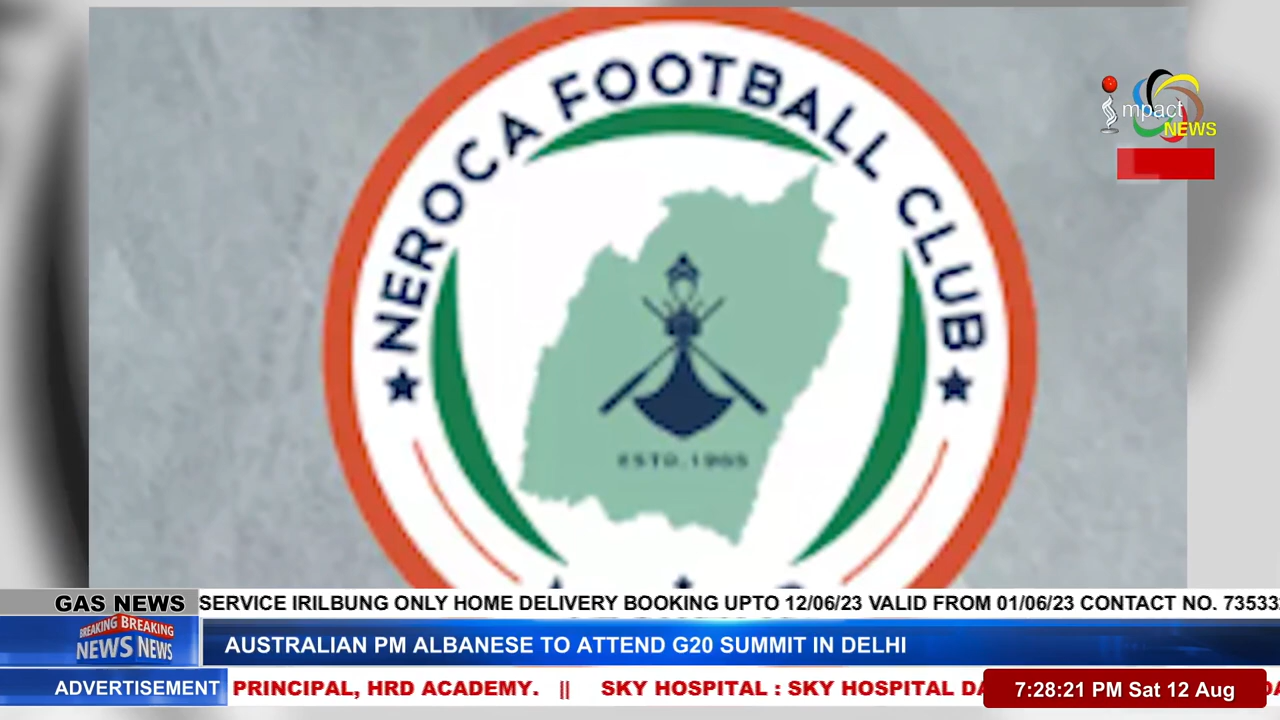 NEROCA FOOTBALL CLUB
ESTD.1965
impact
NEWS
GAS NEWS
SERVICE IRILBUNG ONLY HOME DELIVERY BOOKING UPTO 12/06/23 VALID FROM 01/06/23 CONTACT NO. 73533
BREAKING BREAKING
NEWS NEWS
AUSTRALIAN PM ALBANESE TO ATTEND G20 SUMMIT IN DELHI
ADVERTISEMENT
PRINCIPAL, HRD ACADEMY. || SKY HOSPITAL : SKY HOSPITAL
7:28:21 PM Sat 12 Aug